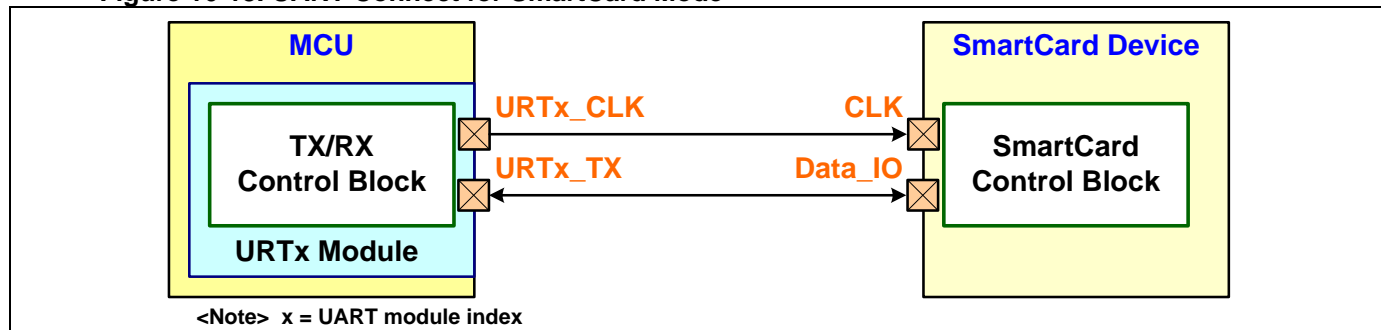 MCU
SmartCard Device
URTx_CLK
CLK
TX/RX
Control Block
SmartCard
Control Block
URTx_TX
Data_IO
URTx Module
<Note> x = UART module index